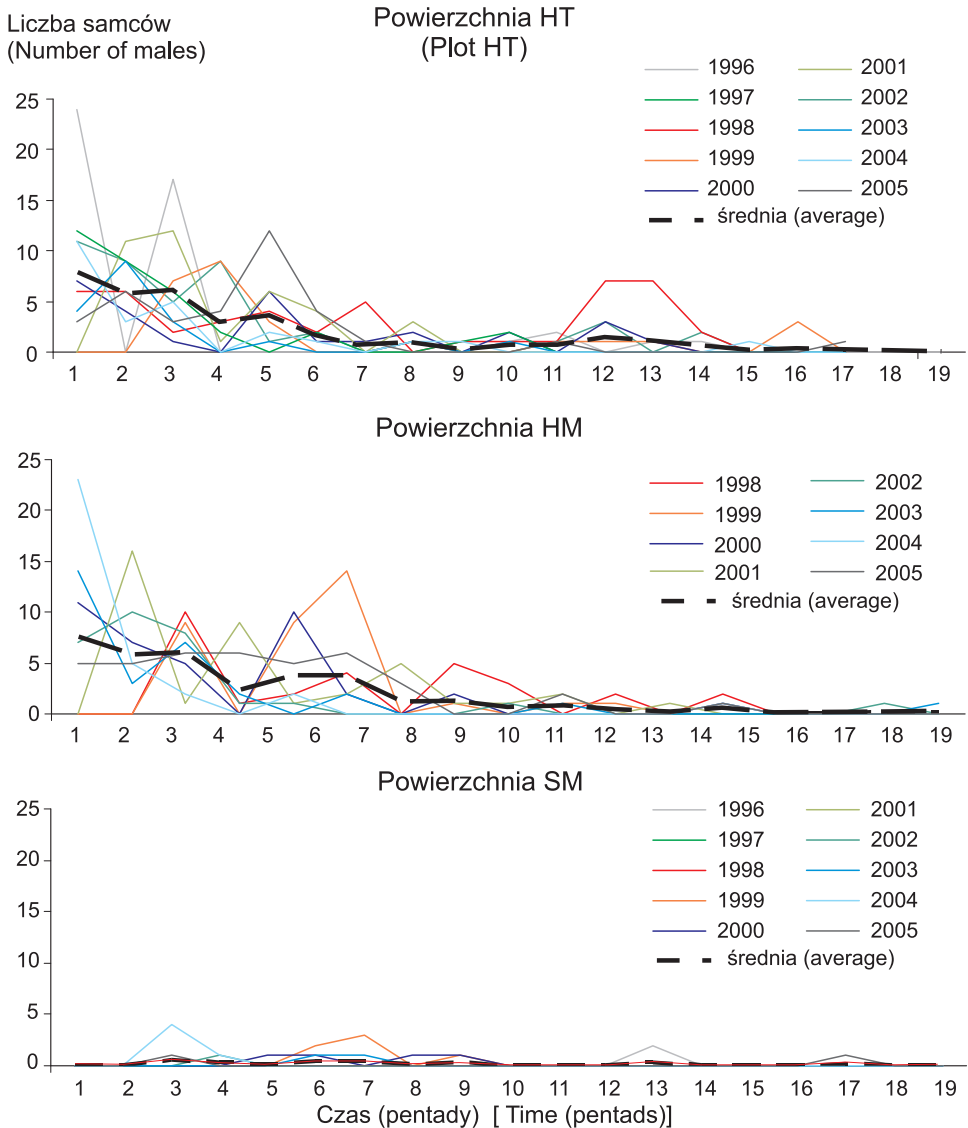 Liczba samców
(Number of males)
Powierzchnia HT
(Plot HT)
1996 2001
1997 2002
1998 2003
1999 2004
2000 2005
średnia (average)
25
20
15
10
5
0
1 2 3 4 5 6 7 8 9 10 11 12 13 14 15 16 17 18 19
Powierzchnia HM
1998 2002
1999 2003
2000 2004
2001 2005
średnia (average)
25
20
15
10
5
0
1 2 3 4 5 6 7 8 9 10 11 12 13 14 15 16 17 18 19
Powierzchnia SM
1996 2001
1997 2002
1998 2003
1999 2004
2000 2005
średnia (average)
25
20
15
10
5
0
1 2 3 4 5 6 7 8 9 10 11 12 13 14 15 16 17 18 19
Czas (pentady) [ Time (pentads)]